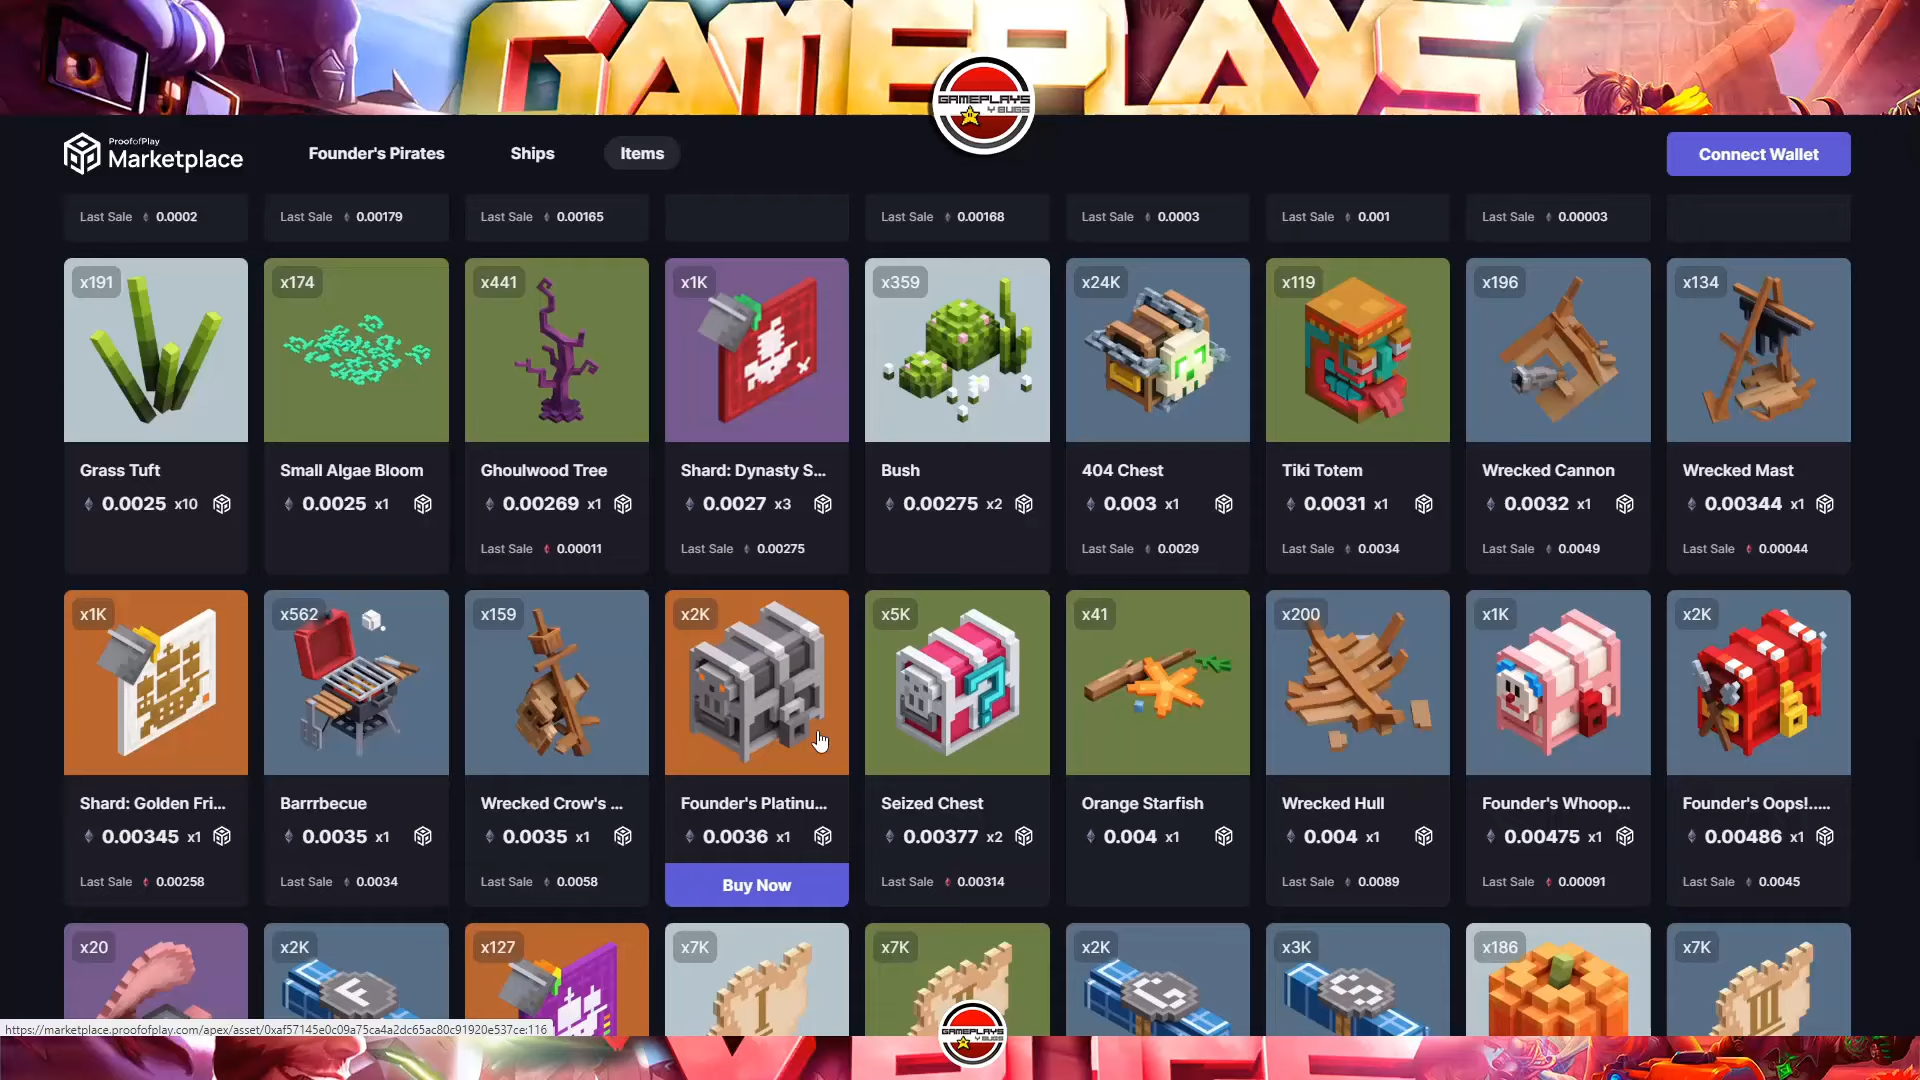 GAMEPLAYS
GAMEPLAYS
Y BUGS
ProofofPlay
Marketplace
Founder's Pirates
Ships
Items
Connect Wallet
Last Sale 0.0002
Last Sale 0.00179
Last Sale 0.00165
Last Sale 0.00168
Last Sale 0.0003
Last Sale 0.001
Last Sale 0.00003
x191
x174
x441
x1K
x359
x24K
x119
x196
x134
Grass Tuft
Small Algae Bloom
Ghoulwood Tree
Shard: Dynasty S...
Bush
404 Chest
Tiki Totem
Wrecked Cannon
Wrecked Mast
0.0025 x10
0.0025 x1
0.00269 x1
0.0027 x3
0.00275 x2
0.003 x1
0.0031 x1
0.0032 x1
0.00344 x1
Last Sale 0.00011
Last Sale 0.00275
Last Sale 0.0029
Last Sale 0.0034
Last Sale 0.0049
Last Sale 0.00044
x1K
x562
x159
x2K
x5K
x41
x200
x1K
x2K
Shard: Golden Fri...
Barrrbecue
Wrecked Crow's ...
Founder's Platinu...
Seized Chest
Orange Starfish
Wrecked Hull
Founder's Whoop...
Founder's Oops!....
0.00345 x1
0.0035 x1
0.0035 x1
0.0036 x1
0.00377 x2
0.004 x1
0.004 x1
0.00475 x1
0.00486 x1
Last Sale 0.00258
Last Sale 0.0034
Last Sale 0.0058
Buy Now
Last Sale 0.00314
Last Sale 0.0089
Last Sale 0.00091
Last Sale 0.0045
x20
x2K
x127
x7K
x7K
x2K
x3K
x186
x7K
F
I
G
S
III
GAMEPLAYS
Y BUGS
https://marketplace.proofofplay.com/apex/asset/0xaf57145e0c09a75ca4a2dc65ac80c91920e537ce:116